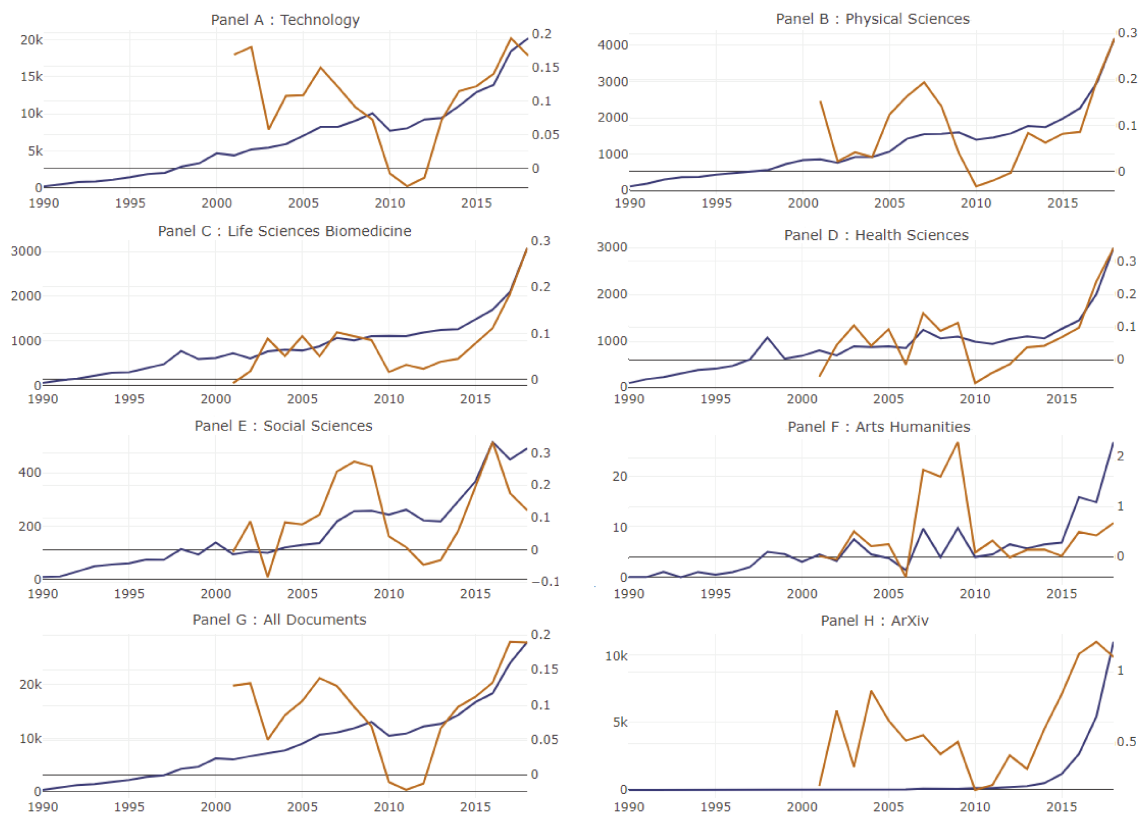 Panel A : Technology
20k
15k
10k
5k
0
0.2
0.15
0.1
0.05
0
1990 1995 2000 2005 2010 2015
Panel B : Physical Sciences
4000
3000
2000
1000
0
0.3
0.2
0.1
0
1990 1995 2000 2005 2010 2015
Panel C : Life Sciences Biomedicine
3000
2000
1000
0
0.3
0.2
0.1
0
1990 1995 2000 2005 2010 2015
Panel D : Health Sciences
3000
2000
1000
0
0.3
0.2
0.1
0
1990 1995 2000 2005 2010 2015
Panel E : Social Sciences
400
200
0
0.3
0.2
0.1
0
−0.1
1990 1995 2000 2005 2010 2015
Panel F : Arts Humanities
20
10
0
2
1
0
1990 1995 2000 2005 2010 2015
Panel G : All Documents
20k
10k
0
0.2
0.15
0.1
0.05
0
1990 1995 2000 2005 2010 2015
Panel H : ArXiv
10k
5k
0
1
0.5
1990 1995 2000 2005 2010 2015